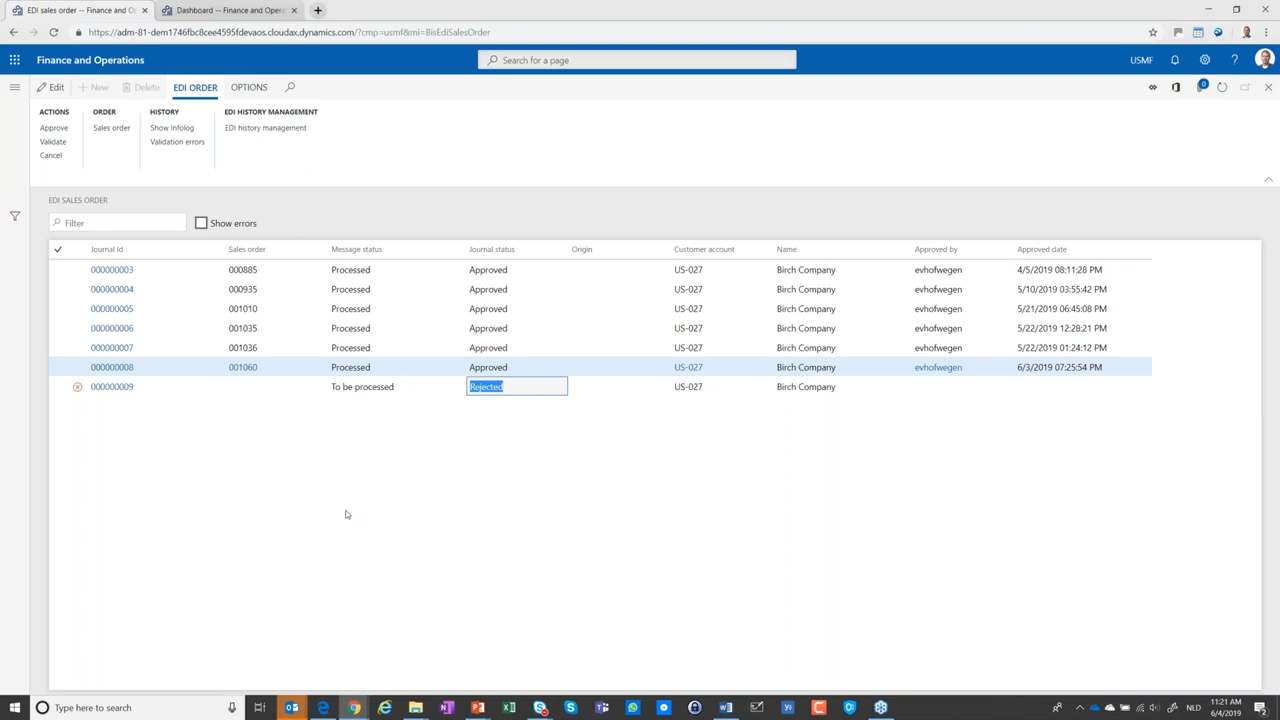 EDI sales order -- Finance and O
Dashboard -- Finance and Opera
https://adm-81-dem1746fbc8cee4595fdevaos.cloudax.dynamics.com/?cmp=usmf&mi=BisEdiSalesOrder
Finance and Operations
Search for a page
USMF
Edit
New
Delete
EDI ORDER
OPTIONS
0
ACTIONS
ORDER
HISTORY
EDI HISTORY MANAGEMENT
Approve
Sales order
Show Infolog
EDI history management
Validate
Validation errors
Cancel
EDI SALES ORDER
Filter
Show errors
Journal Id Sales order Message status Journal status Origin Customer account Name Approved by Approved date
000000003 000885 Processed Approved US-027 Birch Company evhofwegen 4/5/2019 08:11:28 PM
000000004 000935 Processed Approved US-027 Birch Company evhofwegen 5/10/2019 03:55:42 PM
000000005 001010 Processed Approved US-027 Birch Company evhofwegen 5/21/2019 06:45:08 PM
000000006 001035 Processed Approved US-027 Birch Company evhofwegen 5/22/2019 12:28:21 PM
000000007 001036 Processed Approved US-027 Birch Company evhofwegen 5/22/2019 01:24:12 PM
000000008 001060 Processed Approved US-027 Birch Company evhofwegen 6/3/2019 07:25:54 PM
000000009 To be processed Rejected US-027 Birch Company
Type here to search
NLD
11:21 AM
6/4/2019